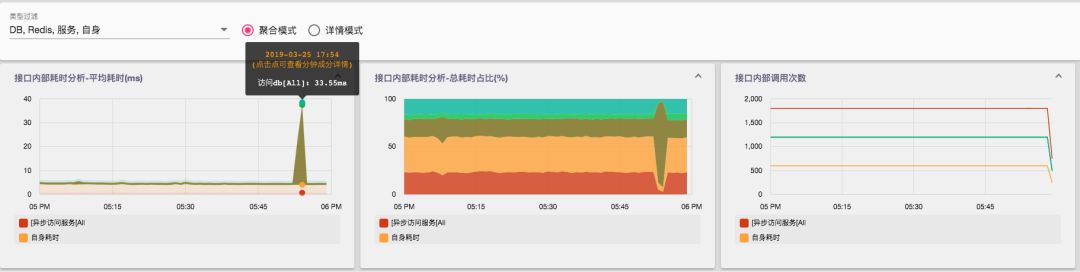 类型过滤
DB, Redis, 服务, 自身
聚合模式
详情模式
2019-03-25 17:54
(点击点可查看分钟成分详情)
访问db[All]: 33.55ms
接口内部耗时分析-平均耗时(ms)
40
30
20
10
0
05 PM
05:15
05:30
05:45
06 PM
[异步访问服务[All
自身耗时
接口内部耗时分析-总耗时占比(%)
100
50
0
05 PM
05:15
05:30
05:45
06 PM
[异步访问服务[All
自身耗时
接口内部调用次数
2,000
1,500
1,000
500
0
05 PM
05:15
05:30
05:45
[异步访问服务[All
自身耗时